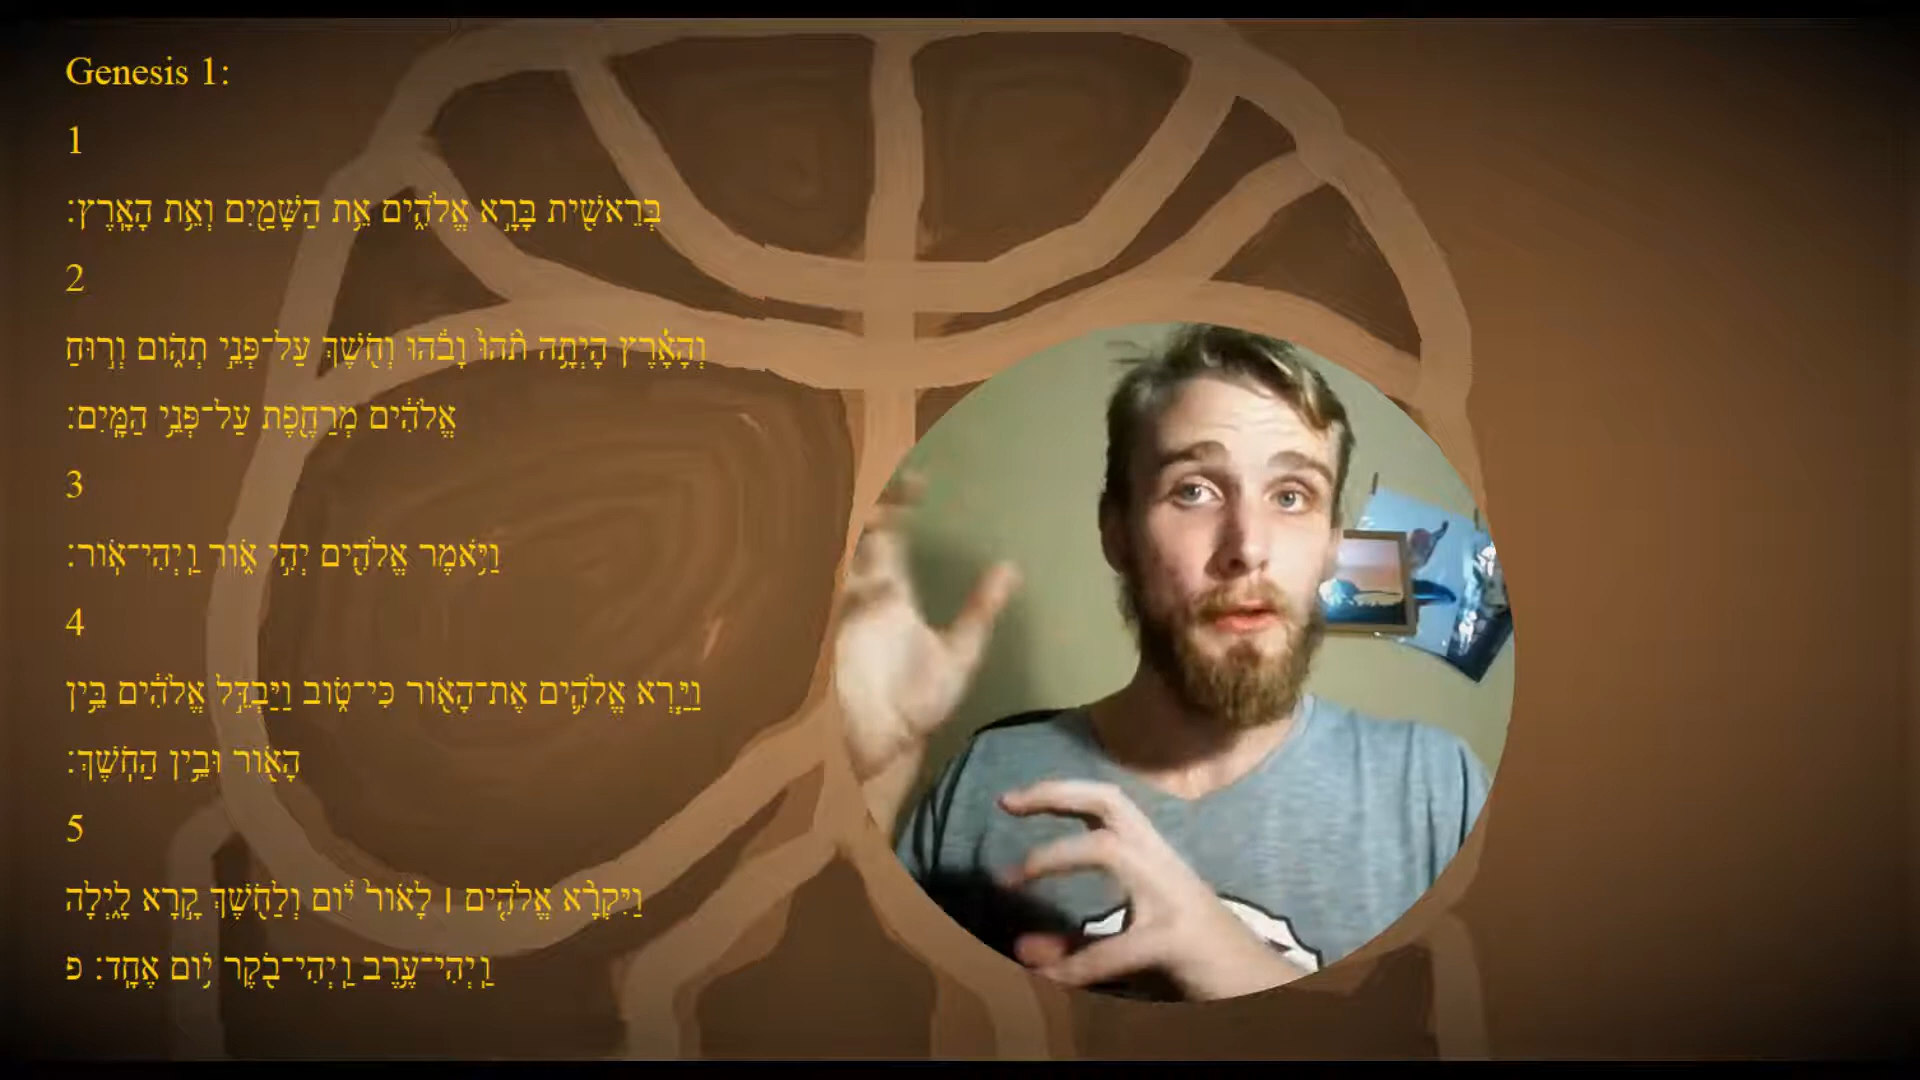 Genesis 1:
1
בְּרֵאשִׁ֖ית בָּרָ֣א אֱלֹהִ֑ים אֵ֥ת הַשָּׁמַ֖יִם וְאֵ֥ת הָאָֽרֶץ׃
2
וְהָאָ֗רֶץ הָיְתָ֥ה תֹ֙הוּ֙ וָבֹ֔הוּ וְחֹ֖שֶׁךְ עַל־פְּנֵ֣י תְה֑וֹם וְר֣וּחַ
אֱלֹהִ֔ים מְרַחֶ֖פֶת עַל־פְּנֵ֥י הַמָּֽיִם׃
3
וַיֹּ֥אמֶר אֱלֹהִ֖ים יְהִ֣י א֑וֹר וַֽיְהִי־אֽוֹר׃
4
וַיַּ֧רְא אֱלֹהִ֛ים אֶת־הָא֖וֹר כִּי־ט֑וֹב וַיַּבְדֵּ֣ל אֱלֹהִ֔ים בֵּ֥ין
הָא֖וֹר וּבֵ֥ין הַחֹֽשֶׁךְ׃
5
וַיִּקְרָ֨א אֱלֹהִ֤ים ׀ לָאוֹר֙ י֔וֹם וְלַחֹ֖שֶׁךְ קָ֣רָא לָ֑יְלָה
וַֽיְהִי־עֶ֥רֶב וַֽיְהִי־בֹ֖קֶר י֥וֹם אֶחָֽד׃ פ